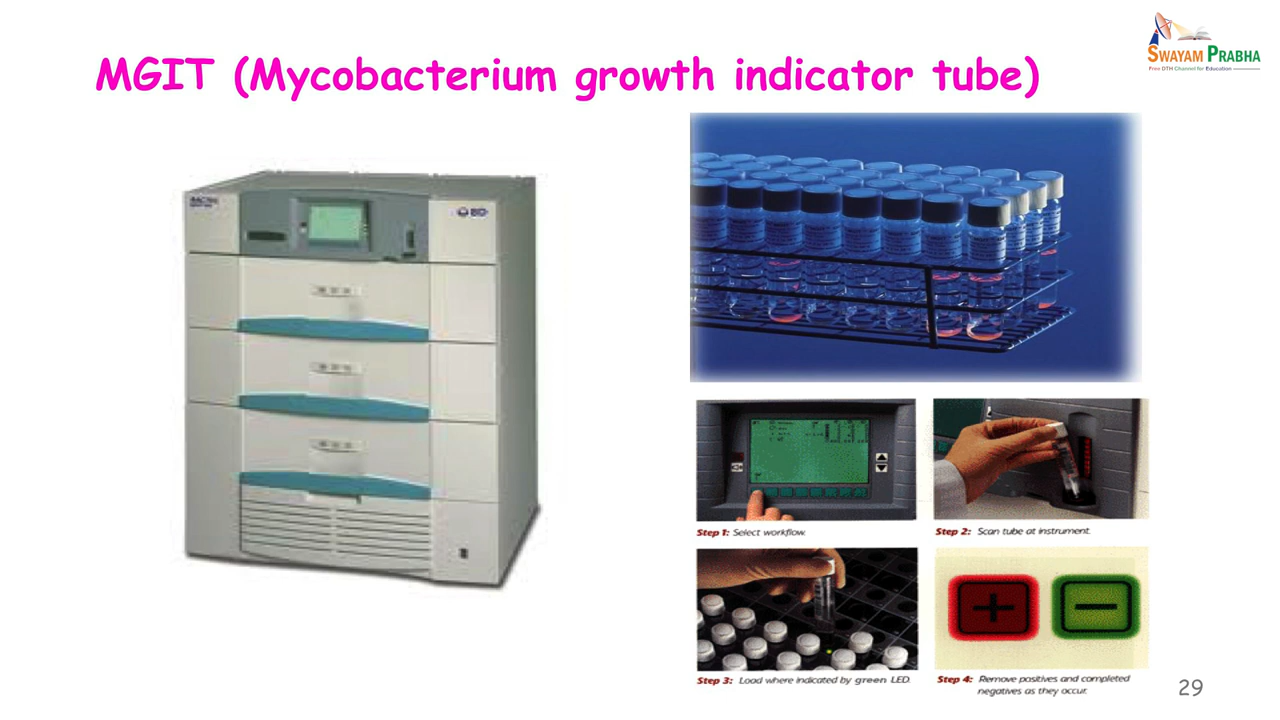 MGIT (Mycobacterium growth indicator tube)
SWAYAM PRABHA
Free DTH Channel for Education
BD
Step 1: Select workflow.
Step 2: Scan tube at instrument.
Step 3: Load where indicated by green LED.
Step 4: Remove positives and completed
negatives as they occur.
29